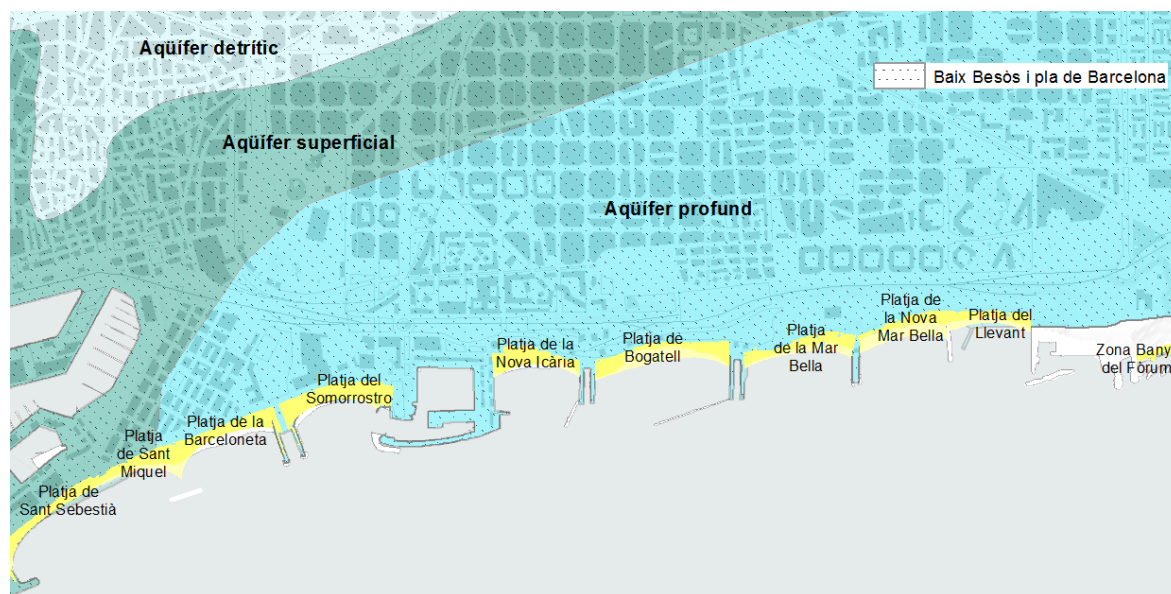 Aqüífer detrític
Baix Besòs i pla de Barcelona
Aqüífer superficial
Aqüífer profund
Platja de
la Nova
Mar Bella
Platja del
Llevant
Platja de la
Nova Icària
Platja de
Bogatell
Platja
de la Mar
Bella
Zona Bany
del Fòrum
Platja del
Somorrostro
Platja de la
Barceloneta
Platja
de Sant
Miquel
Platja de
Sant Sebestià